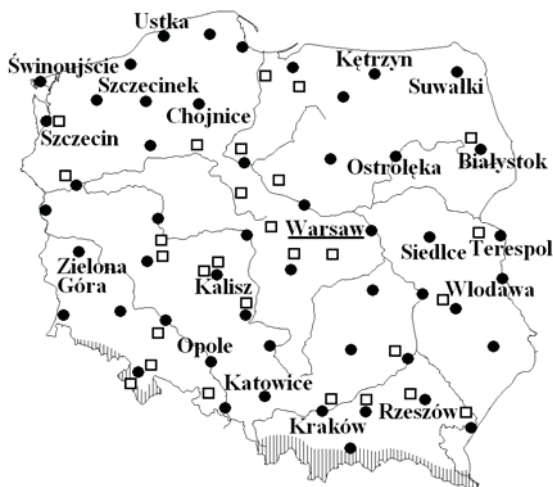 Ustka
Świnoujście
Kętrzyn
Szczecinek
Suwałki
Chojnice
Szczecin
Ostrołęka
Białystok
Warsaw
Siedlce
Terespol
Zielona
Góra
Kalisz
Włodawa
Opole
Katowice
Rzeszów
Kraków